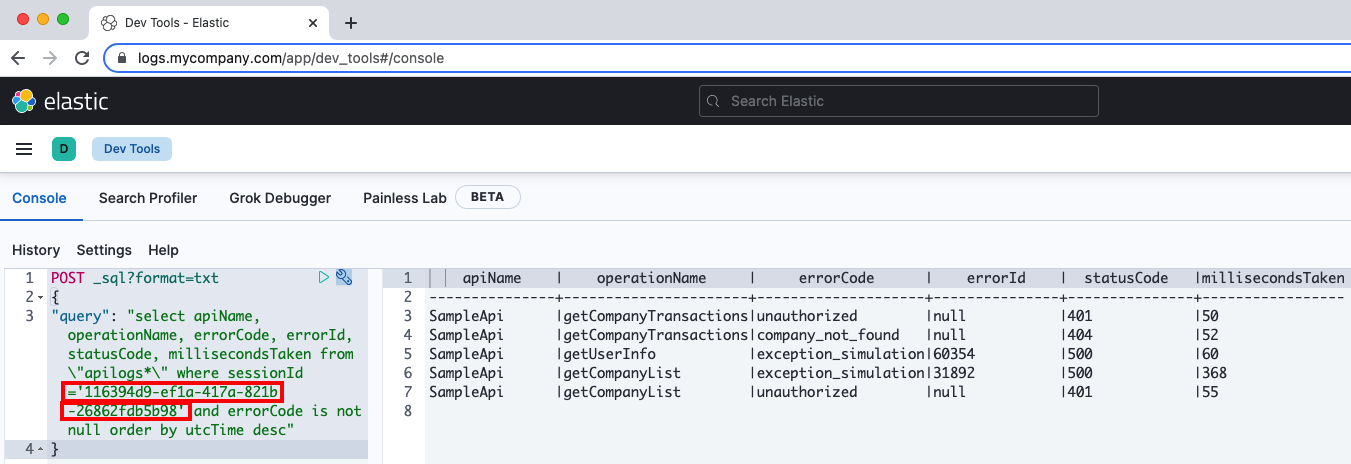 Dev Tools - Elastic
logs.mycompany.com/app/dev_tools#/console
elastic
Search Elastic
D Dev Tools
Console Search Profiler Grok Debugger Painless Lab BETA
History Settings Help
1 POST _sql?format=txt
2 {
3 "query": "select apiName,
operationName, errorCode, errorId,
statusCode, millisecondsTaken from
\"apilogs*\" where sessionId
='116394d9-ef1a-417a-821b
-26862fdb5b98' and errorCode is not
null order by utcTime desc"
4 }
1 apiName | operationName | errorCode | errorId | statusCode |millisecondsTaken
2 ---------------+----------------------+--------------------+---------------+---------------+-----------------
3 SampleApi |getCompanyTransactions|unauthorized |null |401 |50
4 SampleApi |getCompanyTransactions|company_not_found |null |404 |52
5 SampleApi |getUserInfo |exception_simulation|60354 |500 |60
6 SampleApi |getCompanyList |exception_simulation|31892 |500 |368
7 SampleApi |getCompanyList |unauthorized |null |401 |55
8